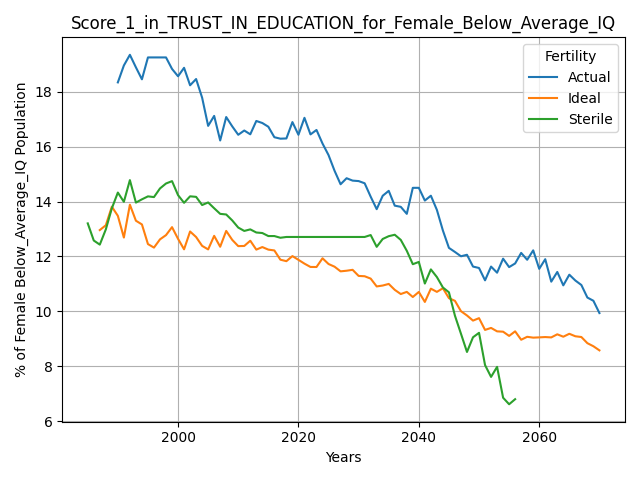 Score_1_in_TRUST_IN_EDUCATION_for_Female_Below_Average_IQ
Fertility
Actual
Ideal
Sterile
% of Female Below_Average_IQ Population
18
16
14
12
10
8
6
2000 2020 2040 2060
Years